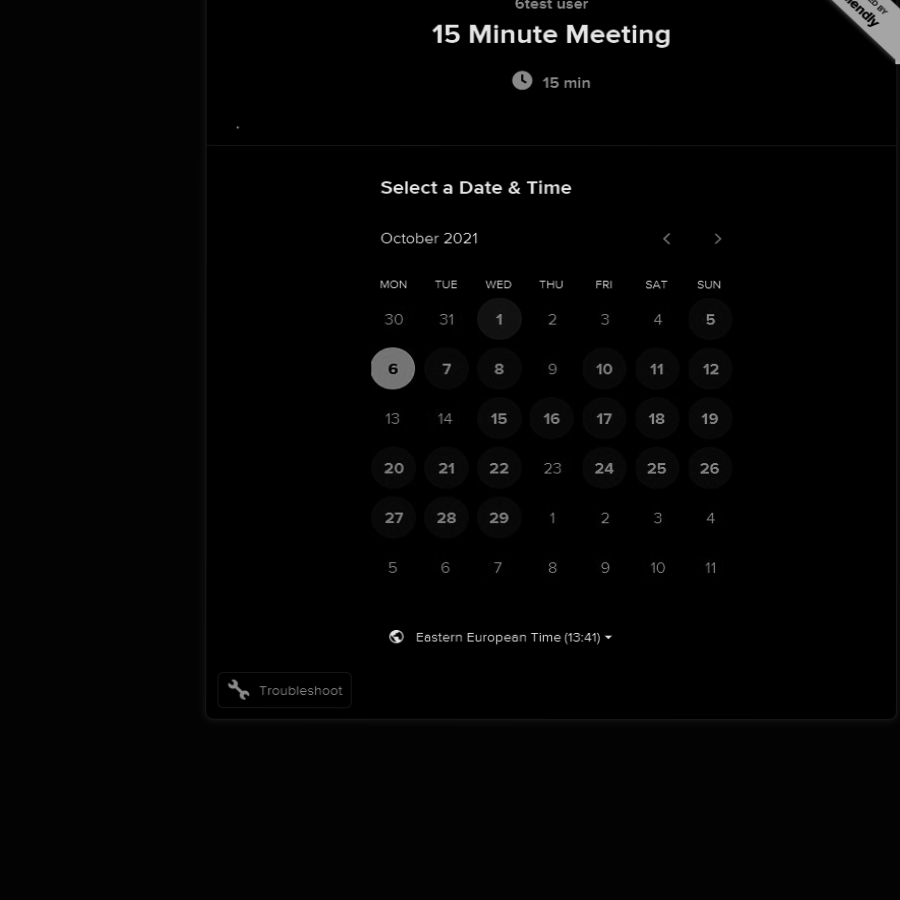 6test user
15 Minute Meeting
15 min
Select a Date & Time
October 2021
MON TUE WED THU FRI SAT SUN
30 31 1 2 3 4 5
6 7 8 9 10 11 12
13 14 15 16 17 18 19
20 21 22 23 24 25 26
27 28 29 1 2 3 4
5 6 7 8 9 10 11
Eastern European Time (13:41)
Troubleshoot